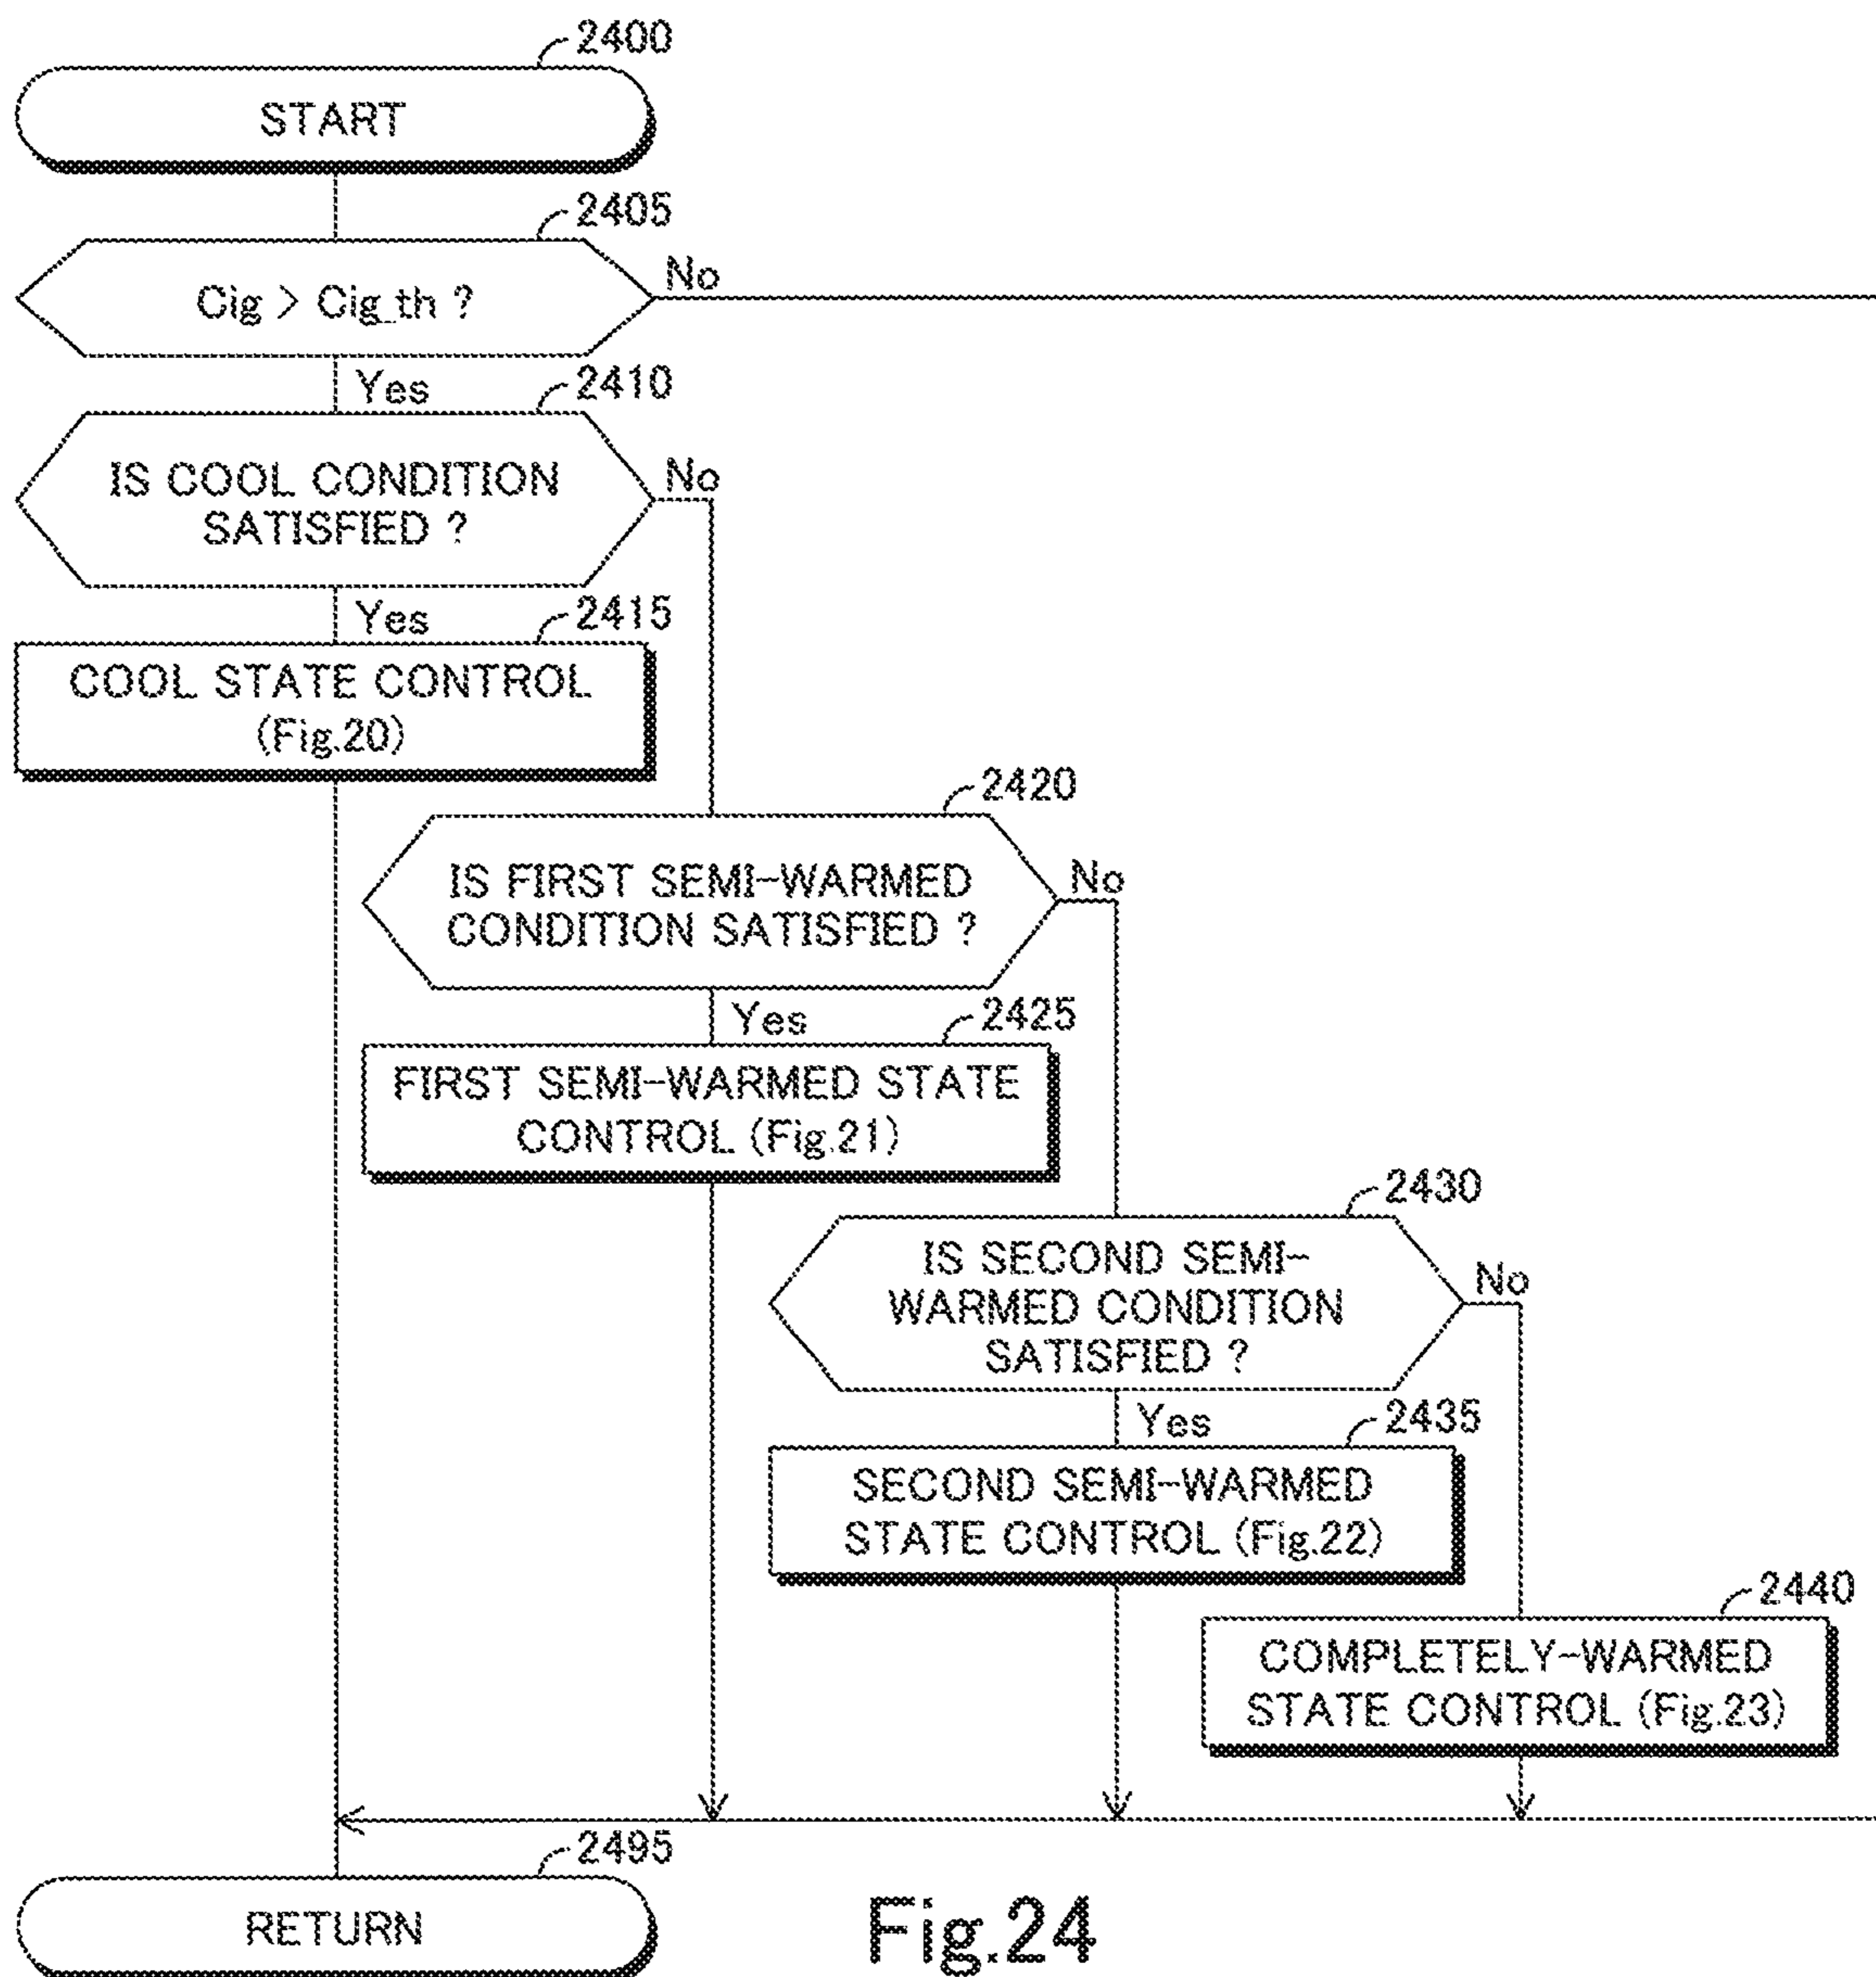 2400
START
2405
Cig > Cig_th ?
No
Yes
2410
IS COOL CONDITION
SATISFIED ?
No
Yes
2415
COOL STATE CONTROL
(Fig.20)
2420
IS FIRST SEMI-WARMED
CONDITION SATISFIED ?
No
Yes
2425
FIRST SEMI-WARMED STATE
CONTROL (Fig.21)
2430
IS SECOND SEMI-
WARMED CONDITION
SATISFIED ?
No
Yes
2435
SECOND SEMI-WARMED
STATE CONTROL (Fig.22)
2440
COMPLETELY-WARMED
STATE CONTROL (Fig.23)
2495
RETURN
Fig.24